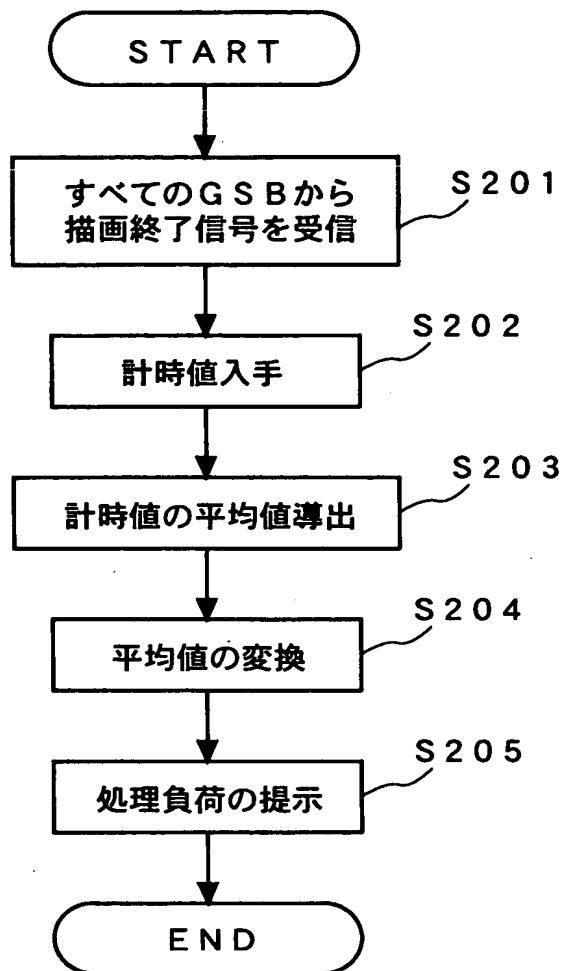 ＳＴＡＲＴ
すべてのＧＳＢから
描画終了信号を受信
Ｓ２０１
計時値入手
Ｓ２０２
計時値の平均値導出
Ｓ２０３
平均値の変換
Ｓ２０４
処理負荷の提示
Ｓ２０５
ＥＮＤ